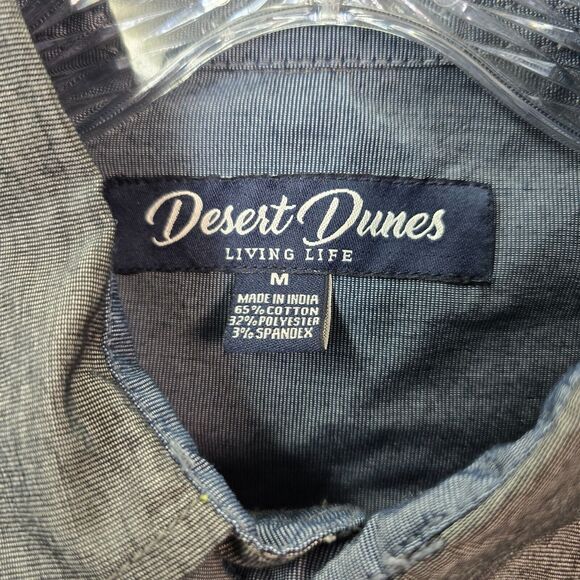 Desert Dunes
LIVING LIFE
M
MADE IN INDIA
65% COTTON
32% POLYESTER
3% SPANDEX